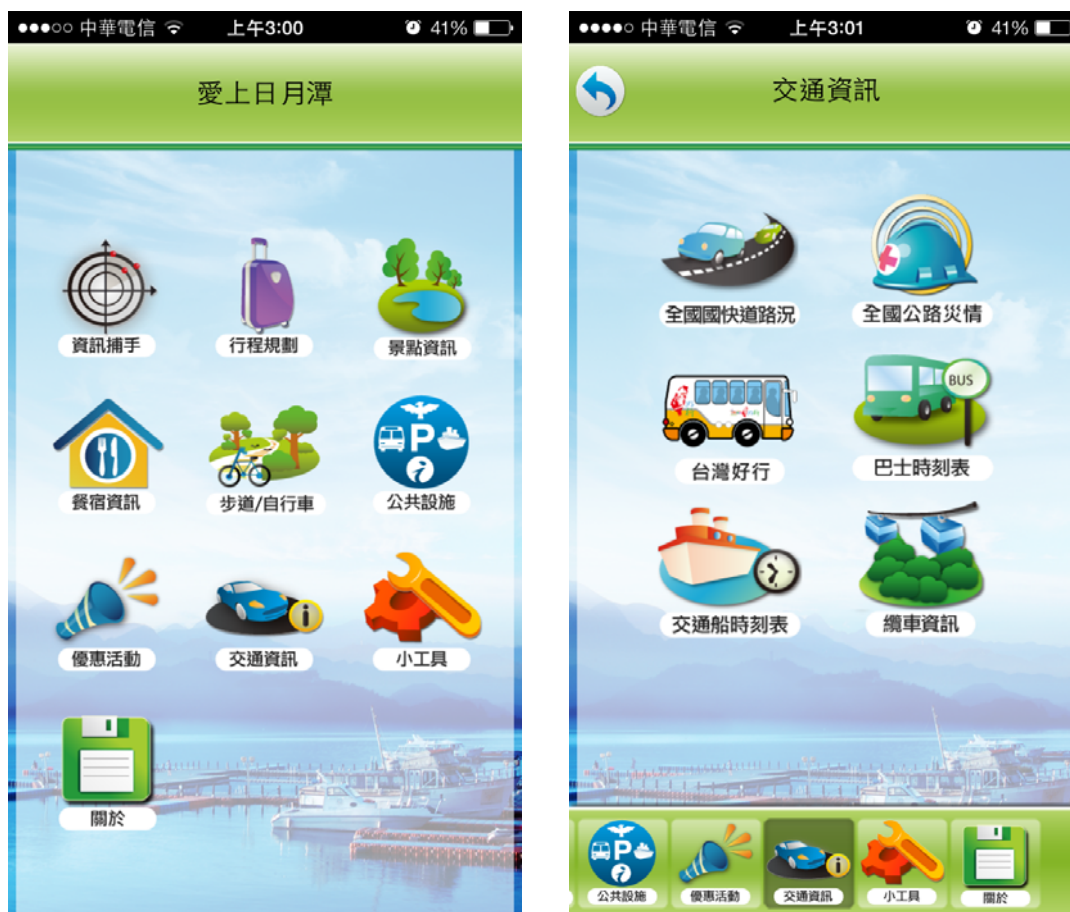 中華電信 上午3:00 41%
愛上日月潭
資訊捕手 行程規劃 景點資訊
餐宿資訊 步道/自行車 P 公共設施
優惠活動 i 交通資訊 小工具
關於
中華電信 上午3:01 41%
交通資訊
全國國快道路況 全國公路災情
BUS
台灣好行 巴士時刻表
交通船時刻表 纜車資訊
P i
公共設施 優惠活動 交通資訊 小工具 關於